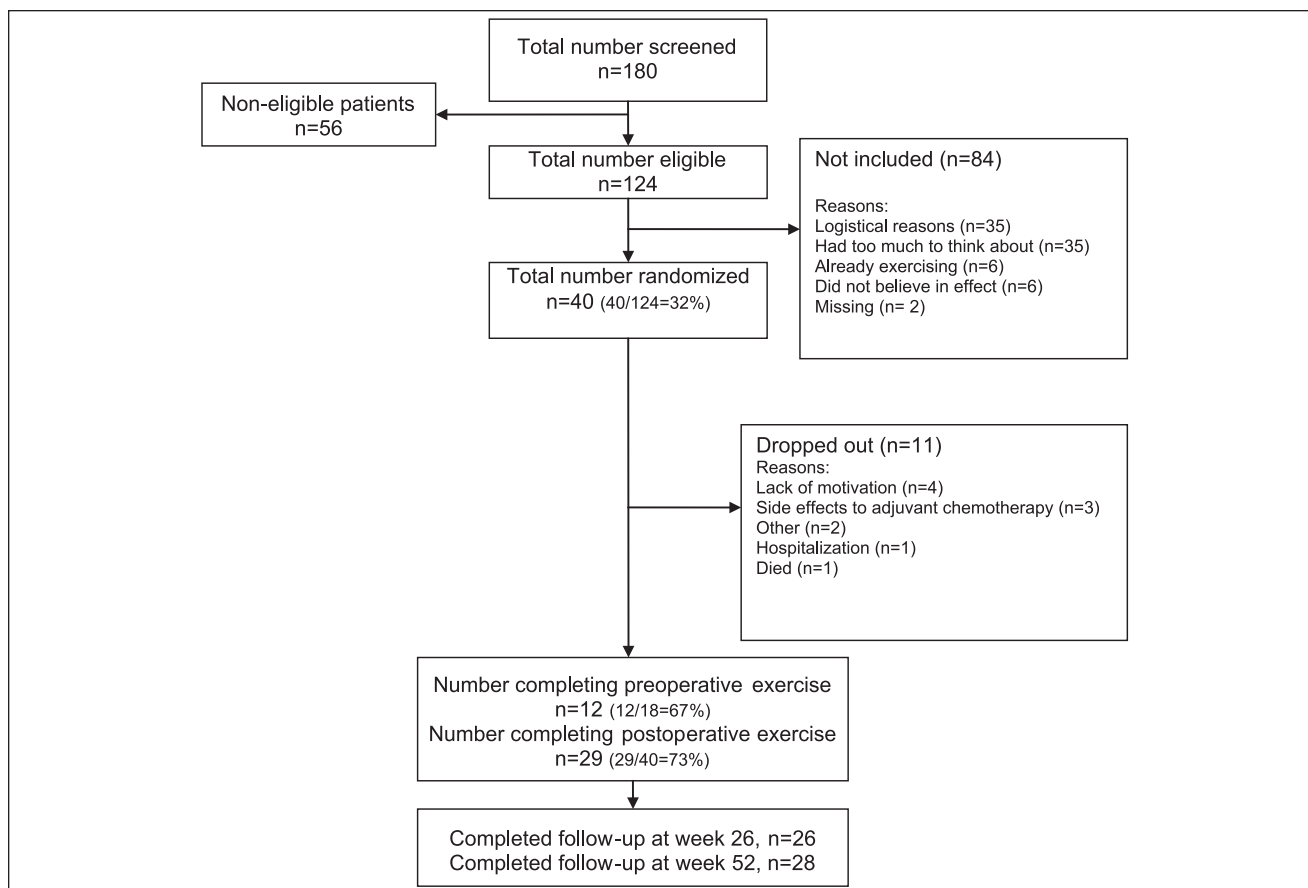 Total number screened
n=180
Non-eligible patients
n=56
Total number eligible
n=124
Not included (n=84)
Reasons:
Logistical reasons (n=35)
Had too much to think about (n=35)
Already exercising (n=6)
Did not believe in effect (n=6)
Missing (n= 2)
Total number randomized
n=40 (40/124=32%)
Dropped out (n=11)
Reasons:
Lack of motivation (n=4)
Side effects to adjuvant chemotherapy (n=3)
Other (n=2)
Hospitalization (n=1)
Died (n=1)
Number completing preoperative exercise
n=12 (12/18=67%)
Number completing postoperative exercise
n=29 (29/40=73%)
Completed follow-up at week 26, n=26
Completed follow-up at week 52, n=28